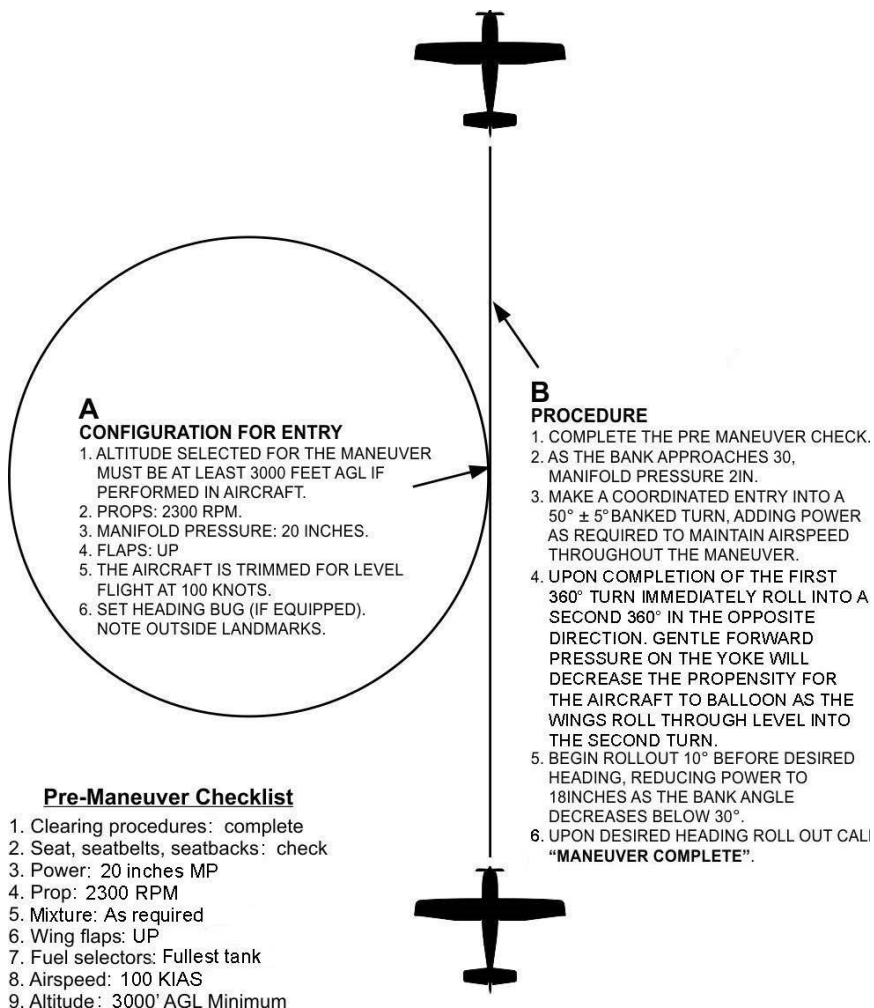 A
CONFIGURATION FOR ENTRY
1. ALTITUDE SELECTED FOR THE MANEUVER
MUST BE AT LEAST 3000 FEET AGL IF
PERFORMED IN AIRCRAFT.
2. PROPS: 2300 RPM.
3. MANIFOLD PRESSURE: 20 INCHES.
4. FLAPS: UP
5. THE AIRCRAFT IS TRIMMED FOR LEVEL
FLIGHT AT 100 KNOTS.
6. SET HEADING BUG (IF EQUIPPED).
NOTE OUTSIDE LANDMARKS.
B
PROCEDURE
1. COMPLETE THE PRE MANEUVER CHECK.
2. AS THE BANK APPROACHES 30,
MANIFOLD PRESSURE 2IN.
3. MAKE A COORDINATED ENTRY INTO A
50° ± 5° BANKED TURN, ADDING POWER
AS REQUIRED TO MAINTAIN AIRSPEED
THROUGHOUT THE MANEUVER.
4. UPON COMPLETION OF THE FIRST
360° TURN IMMEDIATELY ROLL INTO A
SECOND 360° IN THE OPPOSITE
DIRECTION. GENTLE FORWARD
PRESSURE ON THE YOKE WILL
DECREASE THE PROPENSITY FOR
THE AIRCRAFT TO BALLOON AS THE
WINGS ROLL THROUGH LEVEL INTO
THE SECOND TURN.
5. BEGIN ROLLOUT 10° BEFORE DESIRED
HEADING, REDUCING POWER TO
18INCHES AS THE BANK ANGLE
DECREASES BELOW 30°.
6. UPON DESIRED HEADING ROLL OUT CALL
“MANEUVER COMPLETE”.
Pre-Maneuver Checklist
1. Clearing procedures: complete
2. Seat, seatbelts, seatbacks: check
3. Power: 20 inches MP
4. Prop: 2300 RPM
5. Mixture: As required
6. Wing flaps: UP
7. Fuel selectors: Fullest tank
8. Airspeed: 100 KIAS
9. Altitude: 3000' AGL Minimum